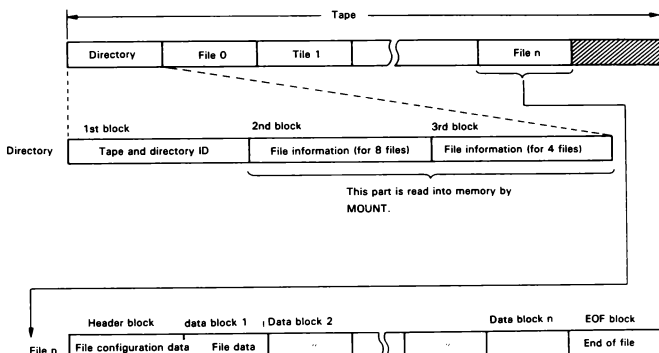 Tape
Directory File 0 Tile 1 File n
1st block 2nd block 3rd block
Directory Tape and directory ID File information (for 8 files) File information (for 4 files)
This part is read into memory by
MOUNT.
Header block data block 1 Data block 2 Data block n EOF block
File n File configuration data File data " " End of file